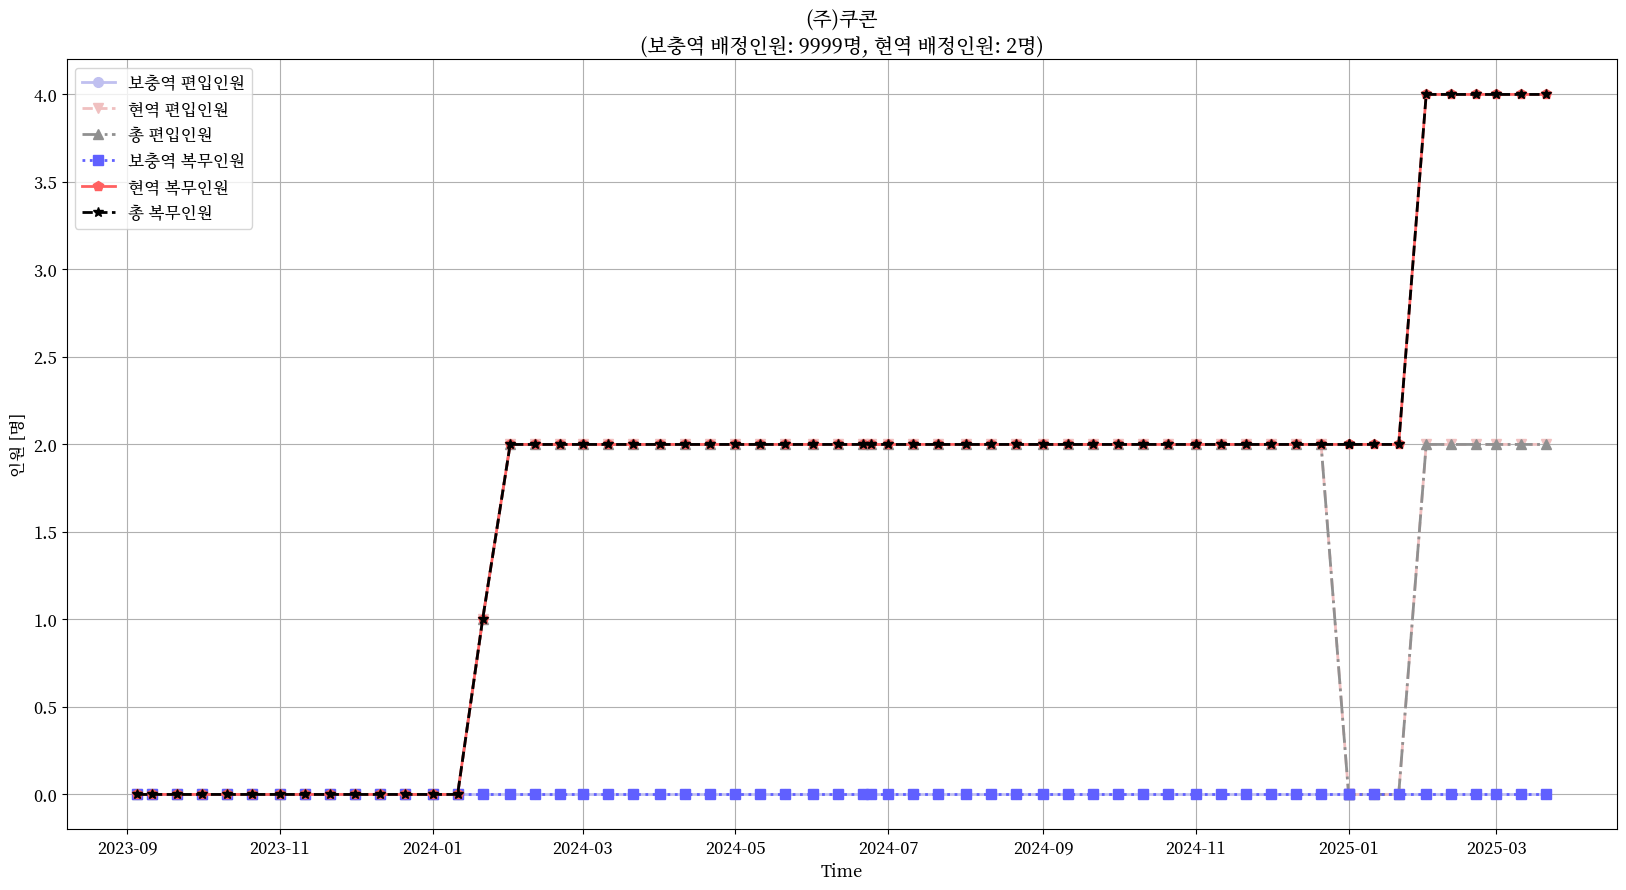 (주)쿠콘
(보충역 배정인원: 9999명, 현역 배정인원: 2명)
보충역 편입인원
현역 편입인원
총 편입인원
보충역 복무인원
현역 복무인원
총 복무인원
4.0
3.5
3.0
2.5
2.0
1.5
1.0
0.5
0.0
인원 [명]
2023-09 2023-11 2024-01 2024-03 2024-05 2024-07 2024-09 2024-11 2025-01 2025-03
Time